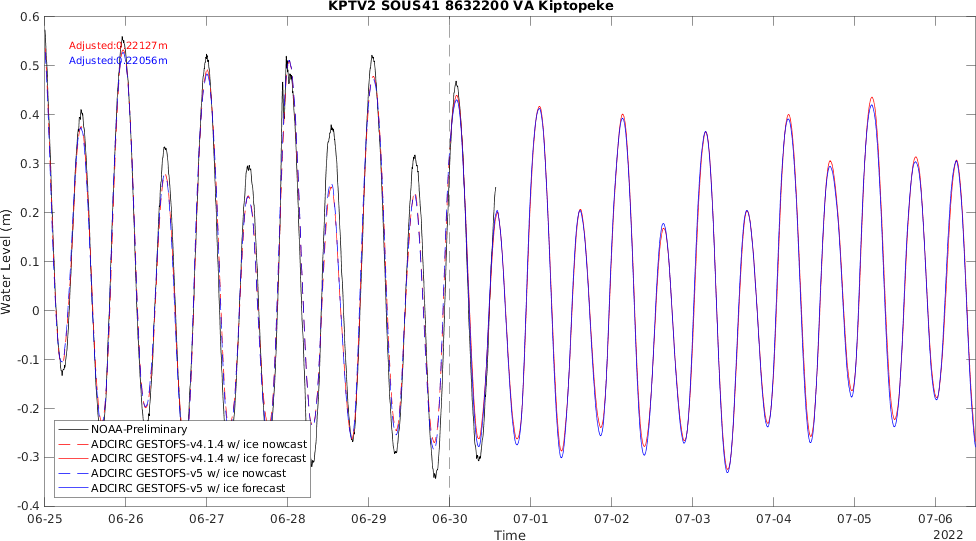 KPTV2 SOUS41 8632200 VA Kiptopeke
0.6
Adjusted:0.22127m
Adjusted:0.22056m
0.5
0.4
0.3
0.2
0.1
0
-0.1
-0.2
-0.3
-0.4
Water Level (m)
NOAA-Preliminary
ADCIRC GESTOFS-v4.1.4 w/ ice nowcast
ADCIRC GESTOFS-v4.1.4 w/ ice forecast
ADCIRC GESTOFS-v5 w/ ice nowcast
ADCIRC GESTOFS-v5 w/ ice forecast
06-25 06-26 06-27 06-28 06-29 06-30 07-01 07-02 07-03 07-04 07-05 07-06
Time
2022